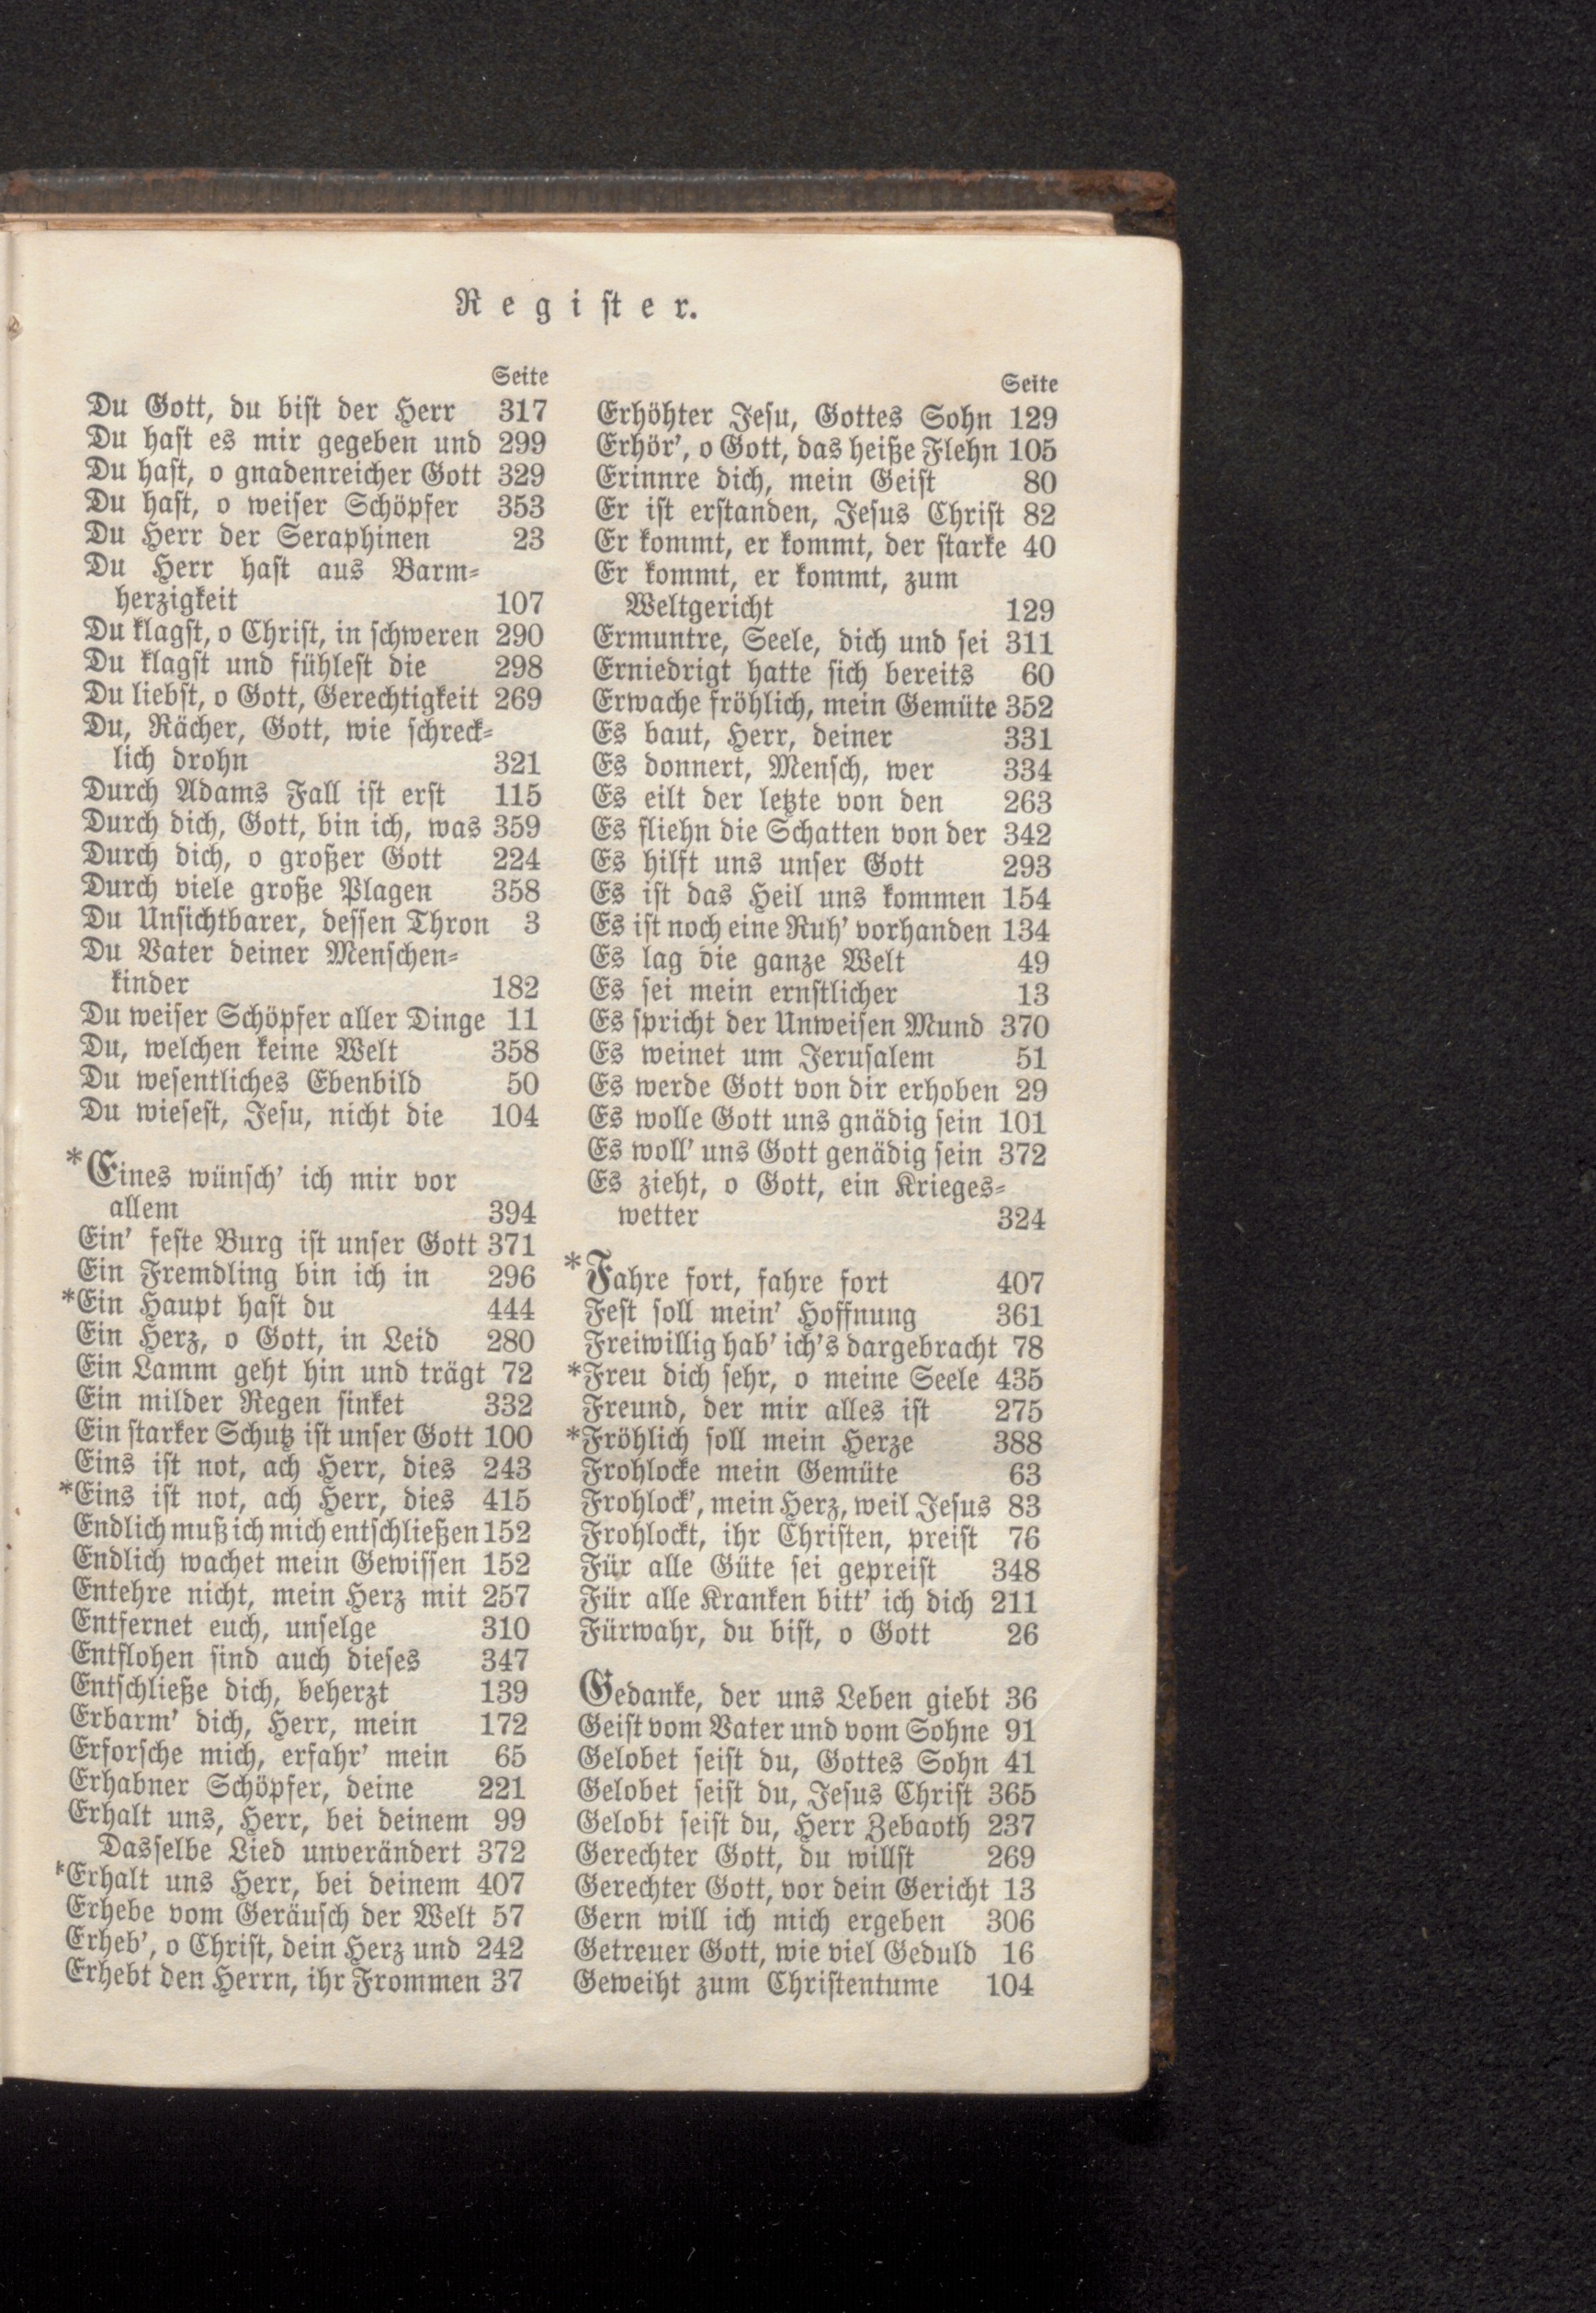 Register.
Seite
Du Gott, du bist der Herr 317
Du hast es mir gegeben und 299
Du hast, o gnadenreicher Gott 329
Du hast, o weiser Schöpfer 353
Du Herr der Seraphinen 23
Du Herr hast aus Barm-
herzigkeit 107
Du klagst, o Christ, in schweren 290
Du klagst und fühlest die 298
Du liebst, o Gott, Gerechtigkeit 269
Du, Rächer, Gott, wie schreck-
lich drohn 321
Durch Adams Fall ist erst 115
Durch dich, Gott, bin ich, was 359
Durch dich, o großer Gott 224
Durch viele große Plagen 358
Du Unsichtbarer, dessen Thron 3
Du Vater deiner Menschen-
kinder 182
Du weiser Schöpfer aller Dinge 11
Du, welchen keine Welt 358
Du wesentliches Ebenbild 50
Du wiesest, Jesu, nicht die 104
*Eines wünsch' ich mir vor
allem 394
Ein' feste Burg ist unser Gott 371
Ein Fremdling bin ich in 296
*Ein Haupt hast du 444
Ein Herz, o Gott, in Leid 280
Ein Lamm geht hin und trägt 72
Ein milder Regen sinket 332
Ein starker Schutz ist unser Gott 100
Eins ist not, ach Herr, dies 243
*Eins ist not, ach Herr, dies 415
Endlich muß ich mich entschließen 152
Endlich wachet mein Gewissen 152
Entehre nicht, mein Herz mit 257
Entfernet euch, unselge 310
Entflohen sind auch dieses 347
Entschließe dich, beherzt 139
Erbarm' dich, Herr, mein 172
Erforsche mich, erfahr' mein 65
Erhabner Schöpfer, deine 221
Erhalt uns, Herr, bei deinem 99
Dasselbe Lied unverändert 372
*Erhalt uns Herr, bei deinem 407
Erhebe vom Geräusch der Welt 57
Erheb', o Christ, dein Herz und 242
Erhebt den Herrn, ihr Frommen 37
Seite
Erhöhter Jesu, Gottes Sohn 129
Erhör', o Gott, das heiße Flehn 105
Erinnre dich, mein Geist 80
Er ist erstanden, Jesus Christ 82
Er kommt, er kommt, der starke 40
Er kommt, er kommt, zum
Weltgericht 129
Ermuntre, Seele, dich und sei 311
Erniedrigt hatte sich bereits 60
Erwache fröhlich, mein Gemüte 352
Es baut, Herr, deiner 331
Es donnert, Mensch, wer 334
Es eilt der letzte von den 263
Es fliehn die Schatten von der 342
Es hilft uns unser Gott 293
Es ist das Heil uns kommen 154
Es ist noch eine Ruh' vorhanden 134
Es lag die ganze Welt 49
Es sei mein ernstlicher 13
Es spricht der Unweisen Mund 370
Es weinet um Jerusalem 51
Es werde Gott von dir erhoben 29
Es wolle Gott uns gnädig sein 101
Es woll' uns Gott genädig sein 372
Es zieht, o Gott, ein Krieges-
wetter 324
*Fahre fort, fahre fort 407
Fest soll mein' Hoffnung 361
Freiwillig hab' ich's dargebracht 78
*Freu dich sehr, o meine Seele 435
Freund, der mir alles ist 275
*Fröhlich soll mein Herze 388
Frohlocke mein Gemüte 63
Frohlock', mein Herz, weil Jesus 83
Frohlockt, ihr Christen, preist 76
Für alle Güte sei gepreist 348
Für alle Kranken bitt' ich dich 211
Fürwahr, du bist, o Gott 26
Gedanke, der uns Leben giebt 36
Geist vom Vater und vom Sohne 91
Gelobet seist du, Gottes Sohn 41
Gelobet seist du, Jesus Christ 365
Gelobt seist du, Herr Zebaoth 237
Gerechter Gott, du willst 269
Gerechter Gott, vor dein Gericht 13
Gern will ich mich ergeben 306
Getreuer Gott, wie viel Geduld 16
Geweiht zum Christentume 104